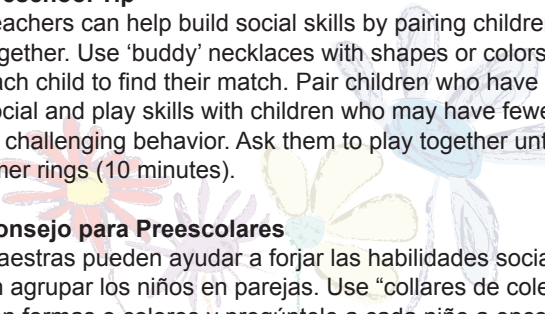 reschool Tip
eachers can help build social skills by pairing childre
gether. Use ‘buddy’ necklaces with shapes or colors
ach child to find their match. Pair children who have
ocial and play skills with children who may have fewe
challenging behavior. Ask them to play together unt
mer rings (10 minutes).
onsejo para Preescolares
aestras pueden ayudar a forjar las habilidades socia
n agrupar los niños en parejas. Use “collares de cole
n formas o colores y pregúntele a cada niño a